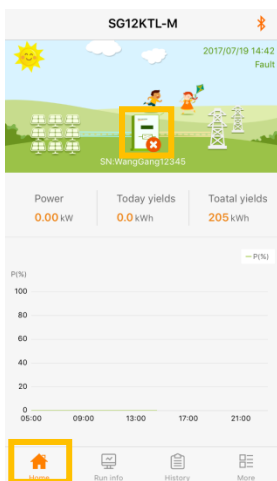 SG12KTL-M
2017/07/19 14:42
Fault
SN:WangGang12345
Power Today yields Toatal yields
0.00 kW 0.0 kWh 205 kWh
P(%)
P(%)
100
80
60
40
20
0
05:00 09:00 13:00 17:00 21:00
Home Run info History More